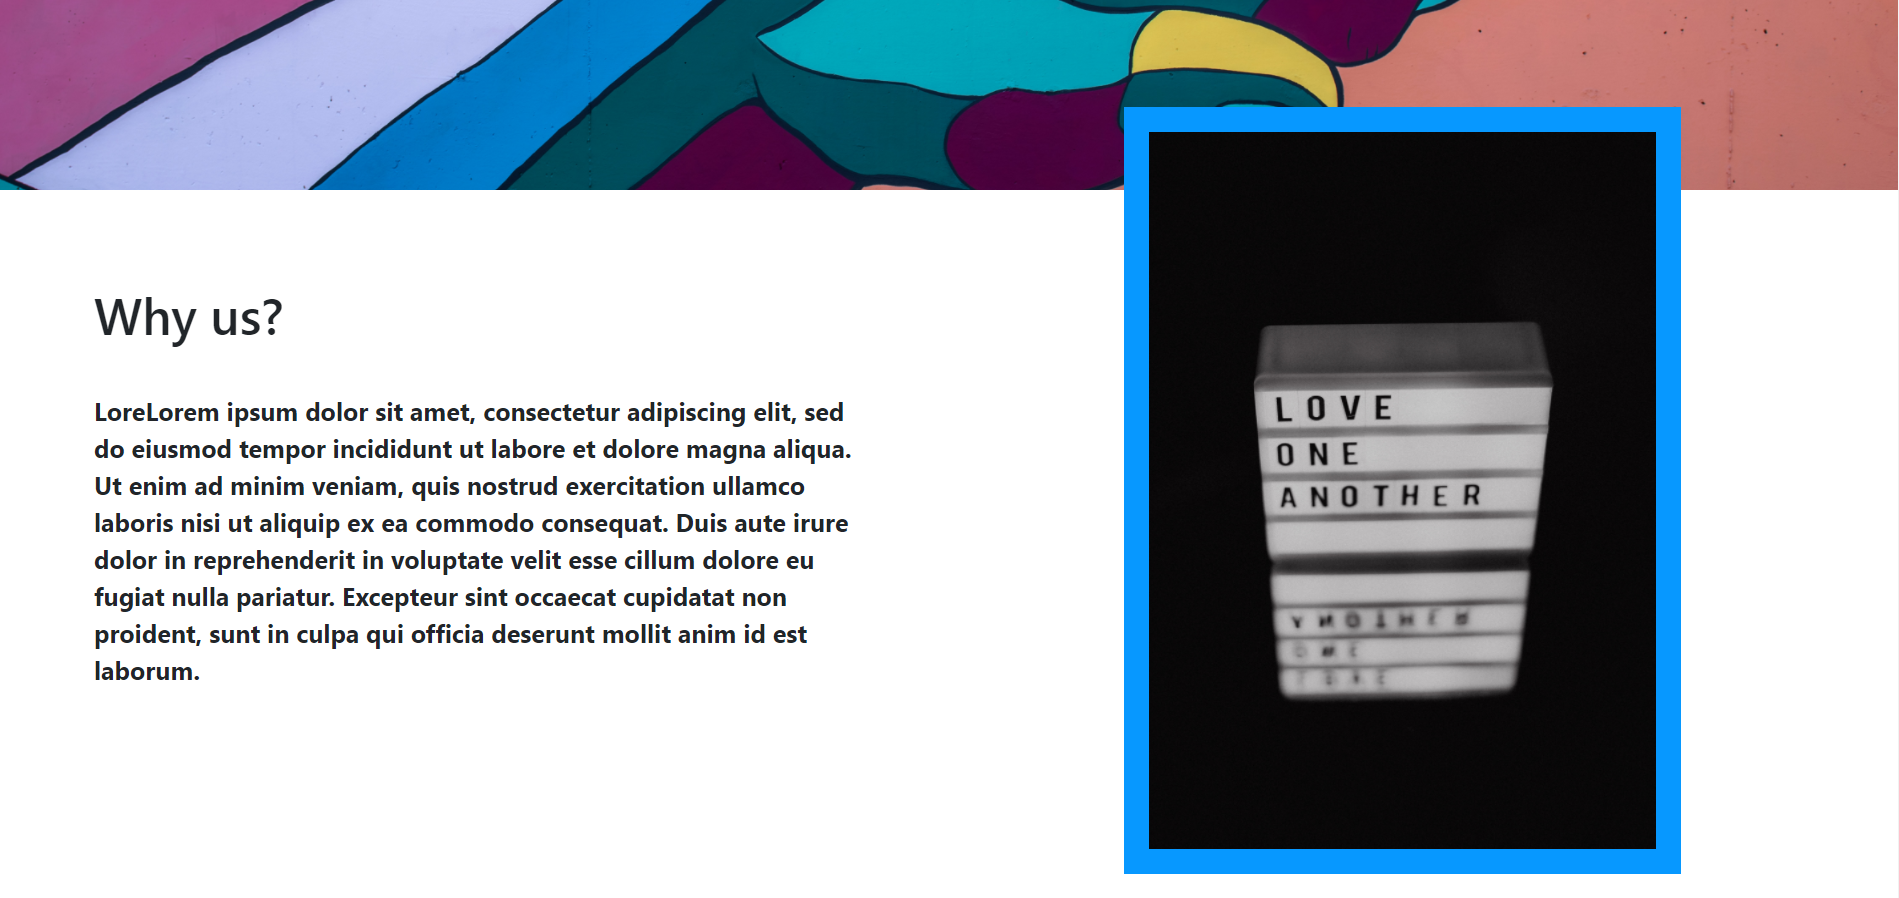 Why us?
LoreLorem ipsum dolor sit amet, consectetur adipiscing elit, sed
do eiusmod tempor incididunt ut labore et dolore magna aliqua.
Ut enim ad minim veniam, quis nostrud exercitation ullamco
laboris nisi ut aliquip ex ea commodo consequat. Duis aute irure
dolor in reprehenderit in voluptate velit esse cillum dolore eu
fugiat nulla pariatur. Excepteur sint occaecat cupidatat non
proident, sunt in culpa qui officia deserunt mollit anim id est
laborum.
LOVE
ONE
ANOTHER